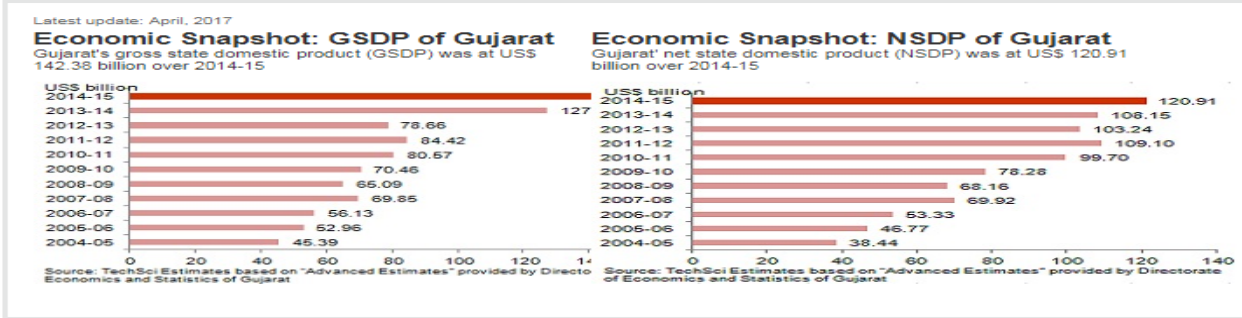 Latest update: April, 2017
Economic Snapshot: GSDP of Gujarat
Gujarat's gross state domestic product (GSDP) was at US$
142.38 billion over 2014-15
US$ billion
2014-15
2013-14 127
2012-13 78.66
2011-12 84.42
2010-11 80.57
2009-10 70.46
2008-09 65.09
2007-08 69.85
2006-07 56.13
2005-06 52.96
2004-05 45.39
0 20 40 60 80 100 120 14
Source: TechSci Estimates based on "Advanced Estimates" provided by Directo
Economics and Statistics of Gujarat
Economic Snapshot: NSDP of Gujarat
Gujarat' net state domestic product (NSDP) was at US$ 120.91
billion over 2014-15
US$ billion
2014-15 120.91
2013-14 108.15
2012-13 103.24
2011-12 109.10
2010-11 99.70
2009-10 78.28
2008-09 68.16
2007-08 69.92
2006-07 53.33
2005-06 46.77
2004-05 38.44
0 20 40 60 80 100 120 140
Source: TechSci Estimates based on "Advanced Estimates" provided by Directorate
of Economics and Statistics of Gujarat